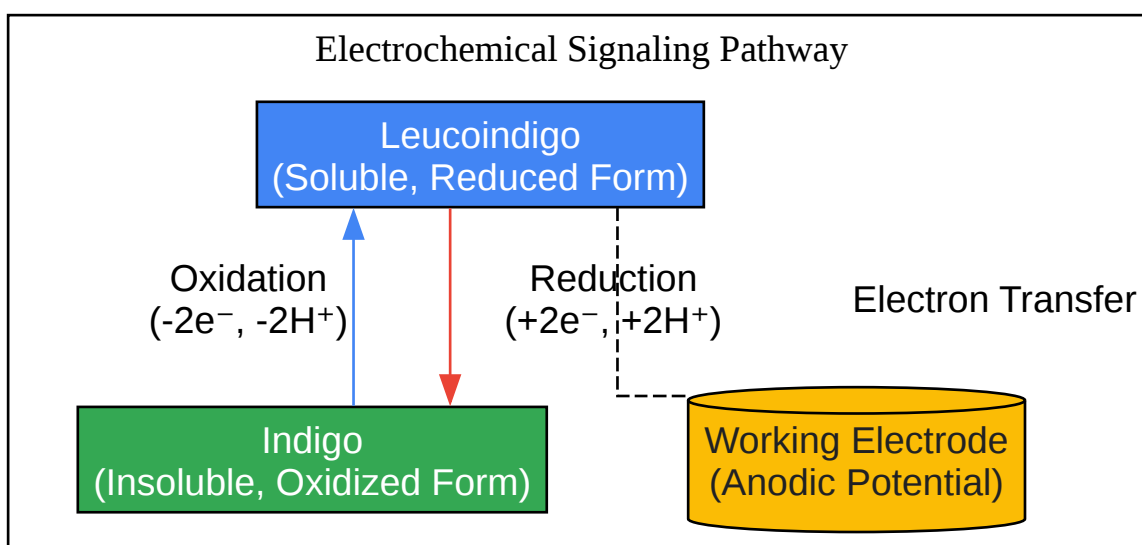 Electrochemical Signaling Pathway
Leucoindigo
(Soluble, Reduced Form)
Oxidation
(-2e⁻, -2H⁺)
Reduction
(+2e⁻, +2H⁺)
Electron Transfer
Indigo
(Insoluble, Oxidized Form)
Working Electrode
(Anodic Potential)